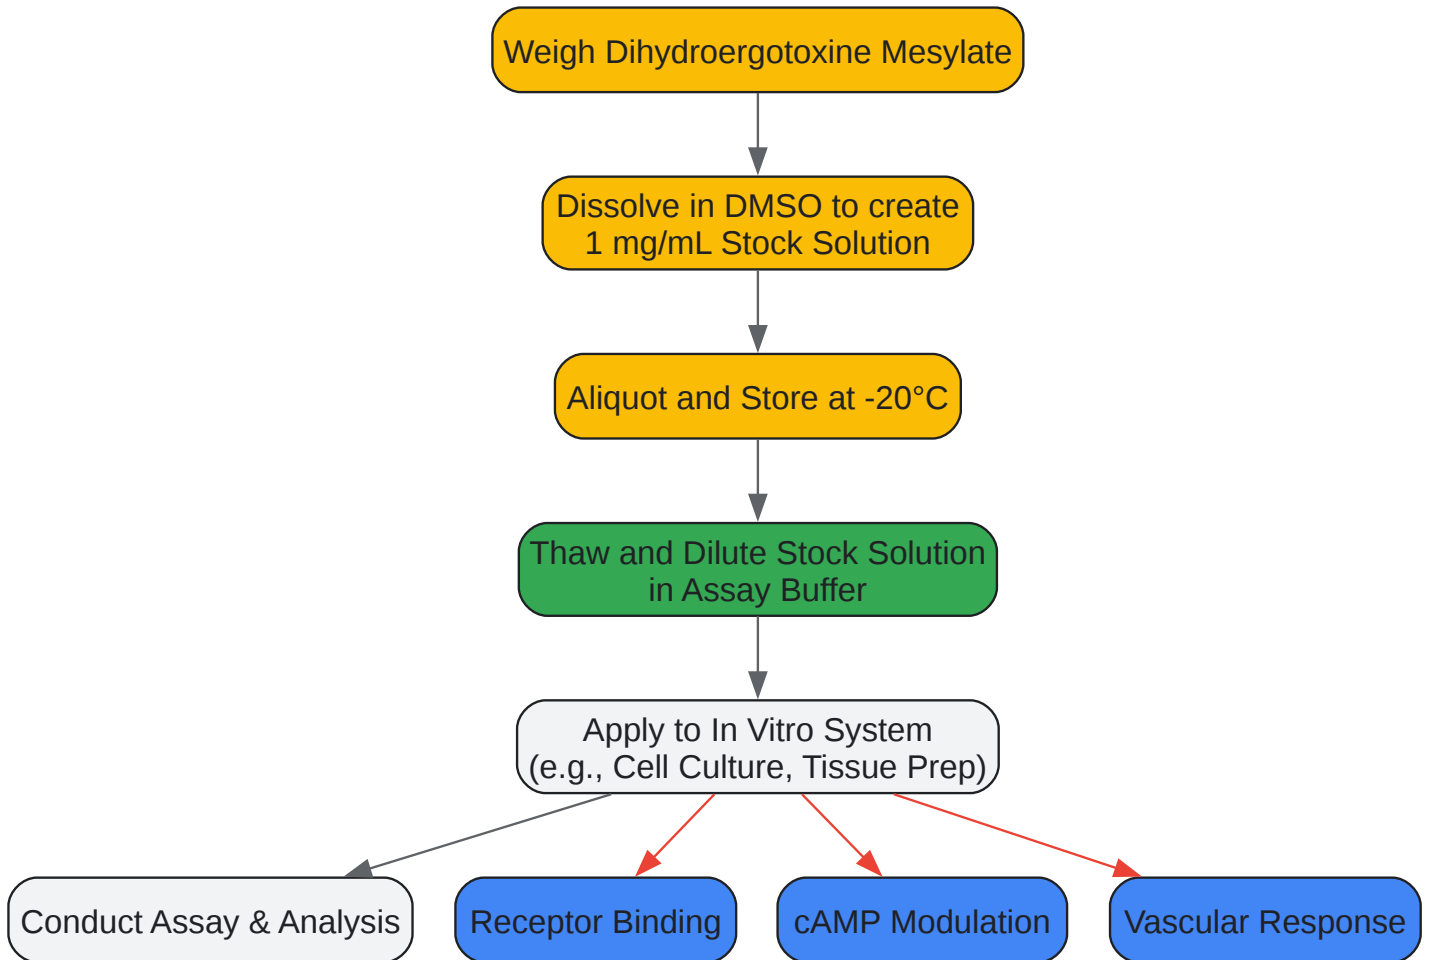 Weigh Dihydroergotoxine Mesylate
Dissolve in DMSO to create
1 mg/mL Stock Solution
Aliquot and Store at -20°C
Thaw and Dilute Stock Solution
in Assay Buffer
Apply to In Vitro System
(e.g., Cell Culture, Tissue Prep)
Conduct Assay & Analysis
Receptor Binding
cAMP Modulation
Vascular Response